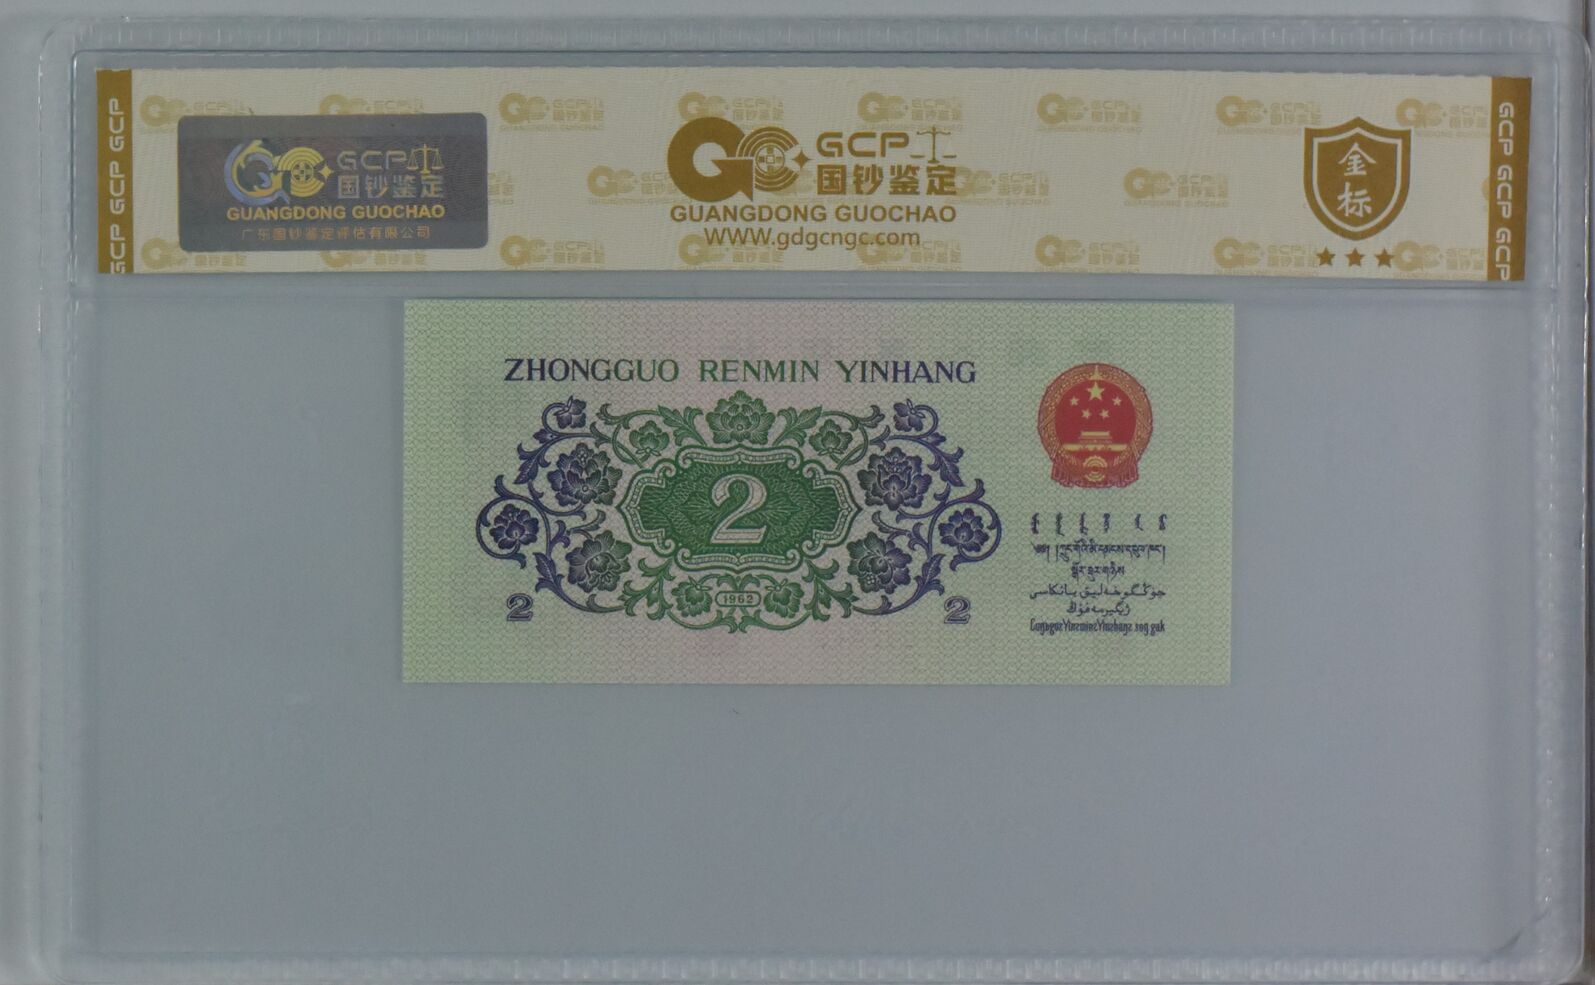 GCP
国钞鉴定
GUANGDONG GUOCHAO
广东国钞鉴定评估有限公司
GCP
国钞鉴定
GUANGDONG GUOCHAO
WWW.gdgcngc.com
金标
GCP GCP GCP
GCP GCP GCP
ZHONGGUO RENMIN YINHANG
2
1962
2
2